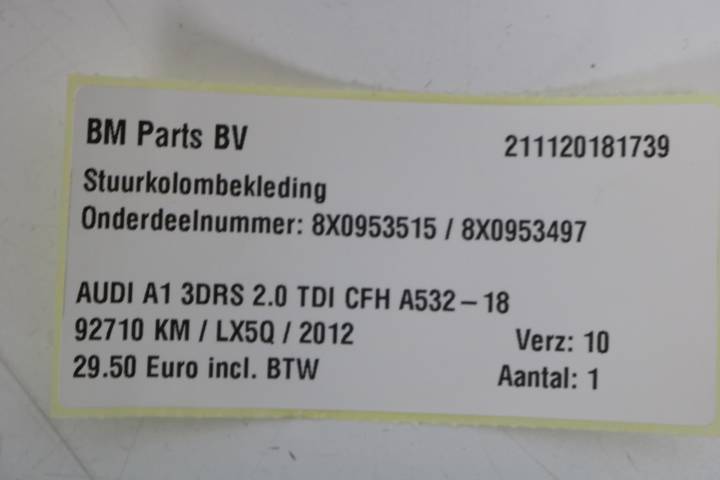 BM Parts BV 211120181739
Stuurkolombekleding
Onderdeelnummer: 8X0953515 / 8X0953497
AUDI A1 3DRS 2.0 TDI CFH A532-18
92710 KM / LX5Q / 2012 Verz: 10
29.50 Euro incl. BTW Aantal: 1